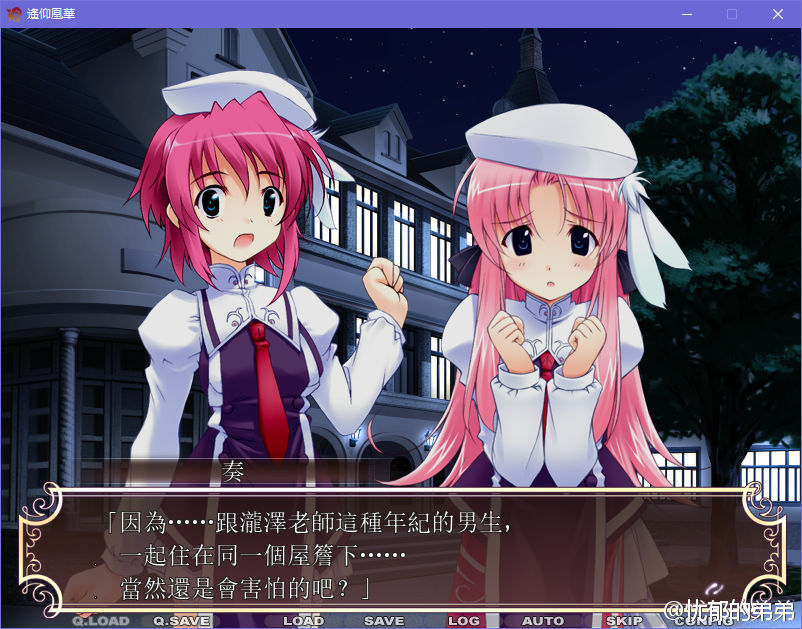 遙仰凰華
奏
「因為……跟瀧澤老師這種年紀的男生，
一起住在同一個屋簷下……
當然還是會害怕的吧？」
Q.LOAD Q.SAVE LOAD SAVE LOG AUTO SKIP CONFIG
@忧郁的弟弟